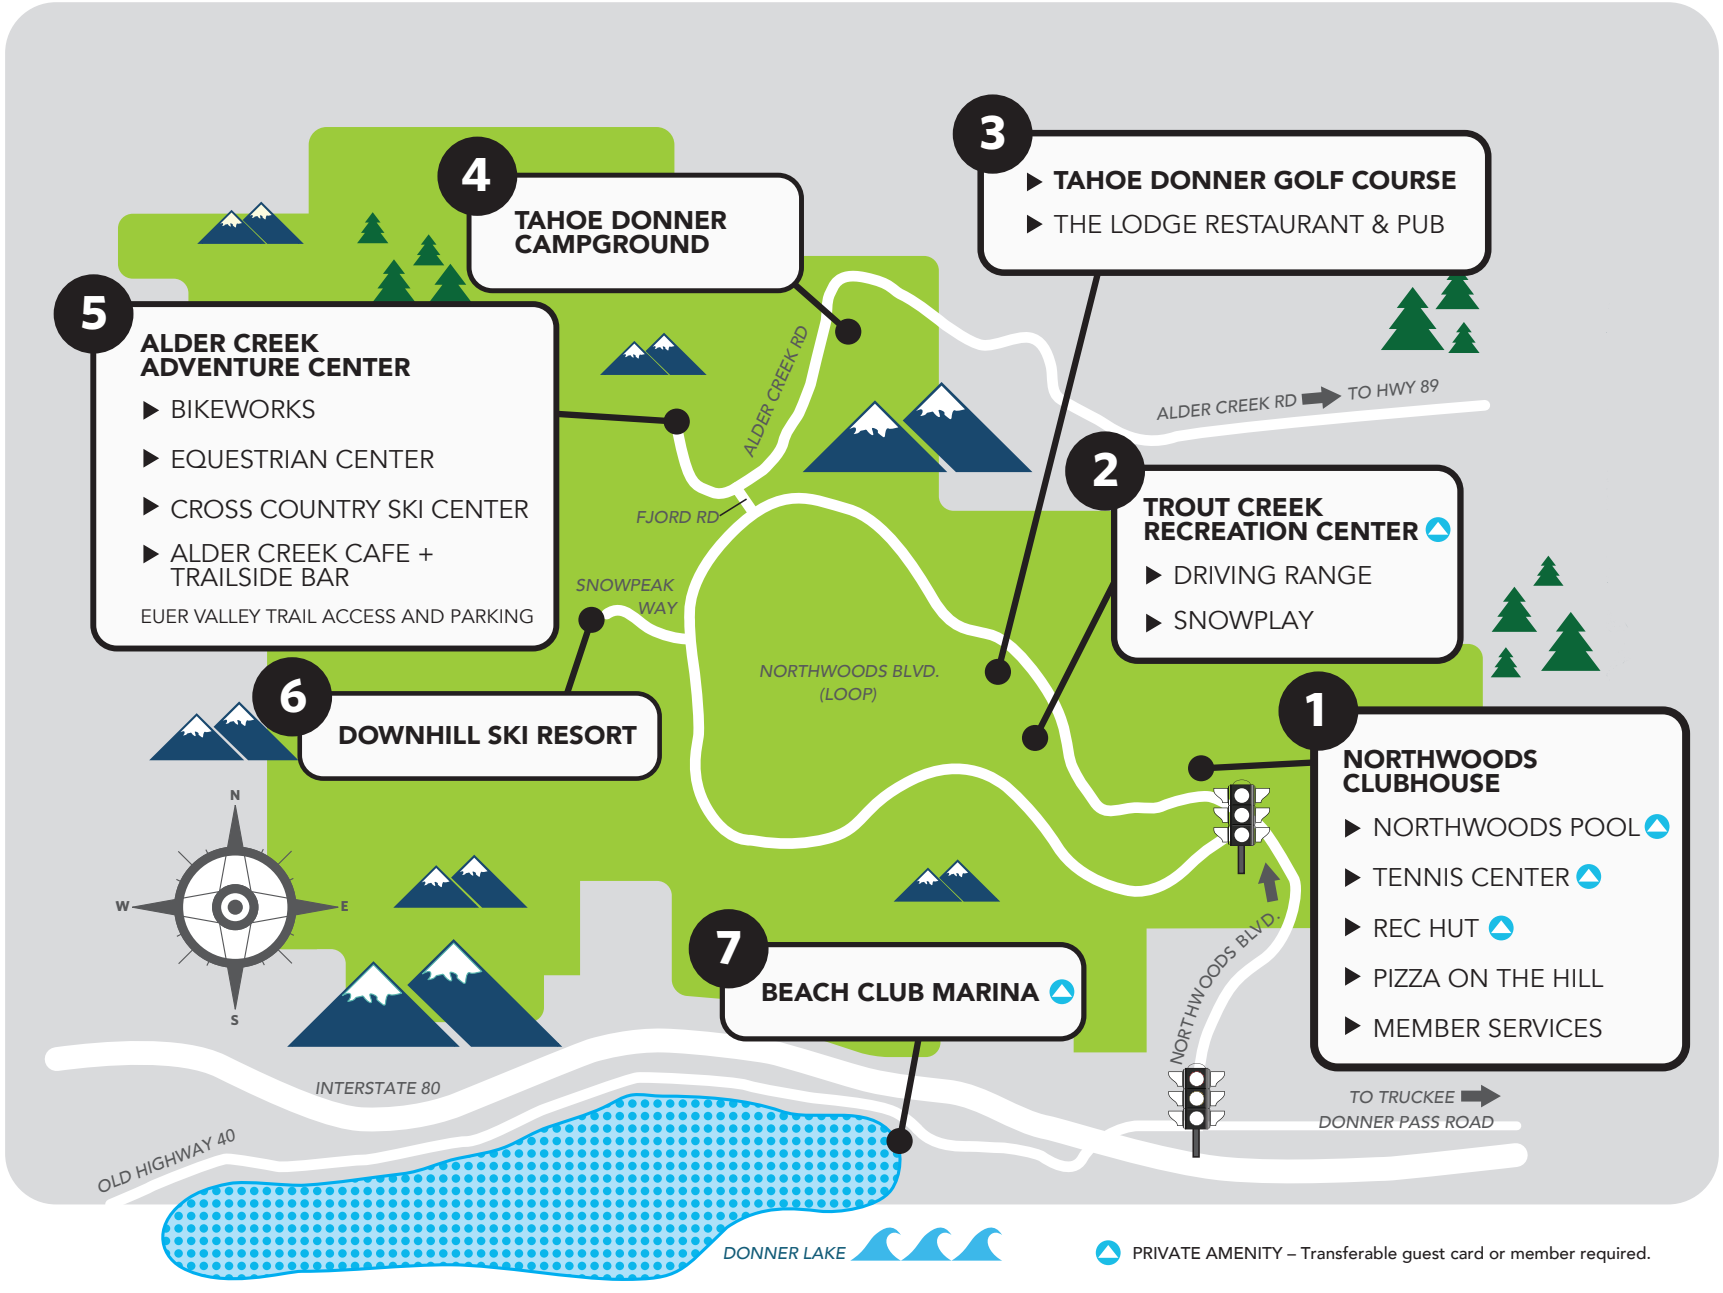 3
TAHOE DONNER GOLF COURSE
THE LODGE RESTAURANT & PUB
4
TAHOE DONNER
CAMPGROUND
5
ALDER CREEK
ADVENTURE CENTER
BIKEWORKS
EQUESTRIAN CENTER
CROSS COUNTRY SKI CENTER
ALDER CREEK CAFE +
TRAILSIDE BAR
EUER VALLEY TRAIL ACCESS AND PARKING
ALDER CREEK RD
ALDER CREEK RD
TO HWY 89
2
TROUT CREEK
RECREATION CENTER
DRIVING RANGE
SNOWPLAY
FJORD RD
SNOWPEAK
WAY
NORTHWOODS BLVD.
(LOOP)
6
DOWNHILL SKI RESORT
1
NORTHWOODS
CLUBHOUSE
NORTHWOODS POOL
TENNIS CENTER
REC HUT
PIZZA ON THE HILL
MEMBER SERVICES
N
W
E
S
7
BEACH CLUB MARINA
NORTHWOODS BLVD.
INTERSTATE 80
OLD HIGHWAY 40
TO TRUCKEE
DONNER PASS ROAD
DONNER LAKE
PRIVATE AMENITY – Transferable guest card or member required.